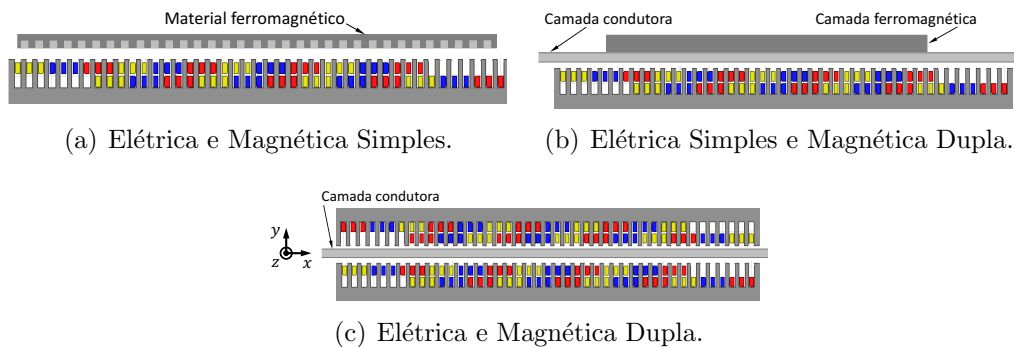 Material ferromagnético
Camada condutora
Camada ferromagnética
(a) Elétrica e Magnética Simples.
(b) Elétrica Simples e Magnética Dupla.
Camada condutora
y
z
x
(c) Elétrica e Magnética Dupla.